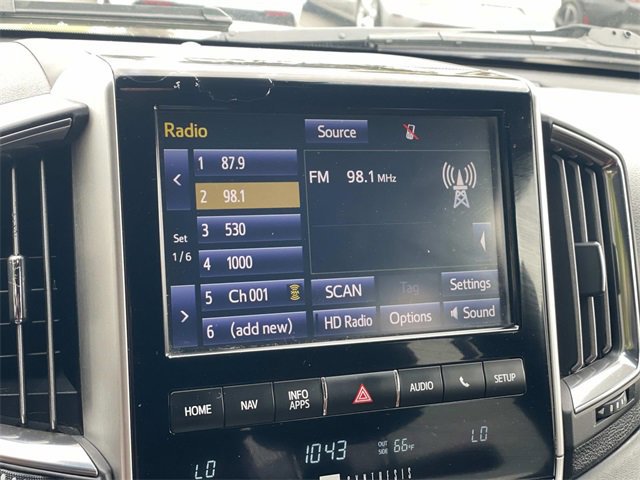 Radio Source
1 87.9
2 98.1
FM 98.1 MHz
3 530
Set
1/6
4 1000
5 Ch 001
SCAN Tag Settings
6 (add new)
HD Radio Options Sound
HOME NAV INFO APPS AUDIO SETUP
LO 1043 OUT SIDE 66°F LO
SYNTHESIS